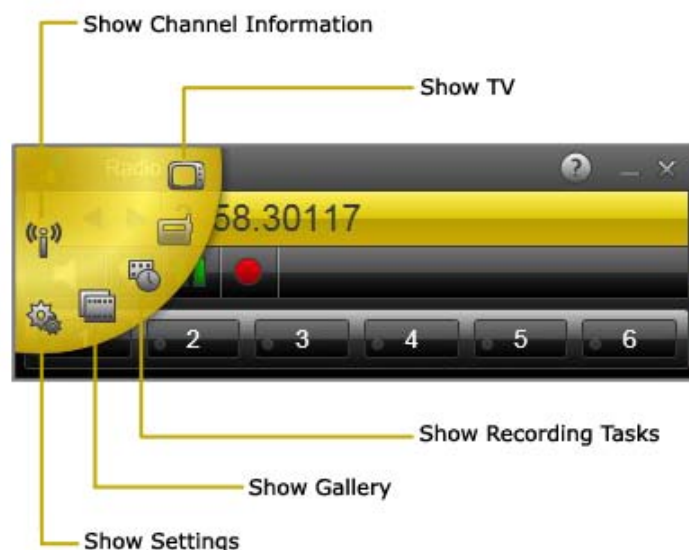 Show Channel Information
Show TV
Radio
?
58.30117
2
3
4
5
6
Show Recording Tasks
Show Gallery
Show Settings